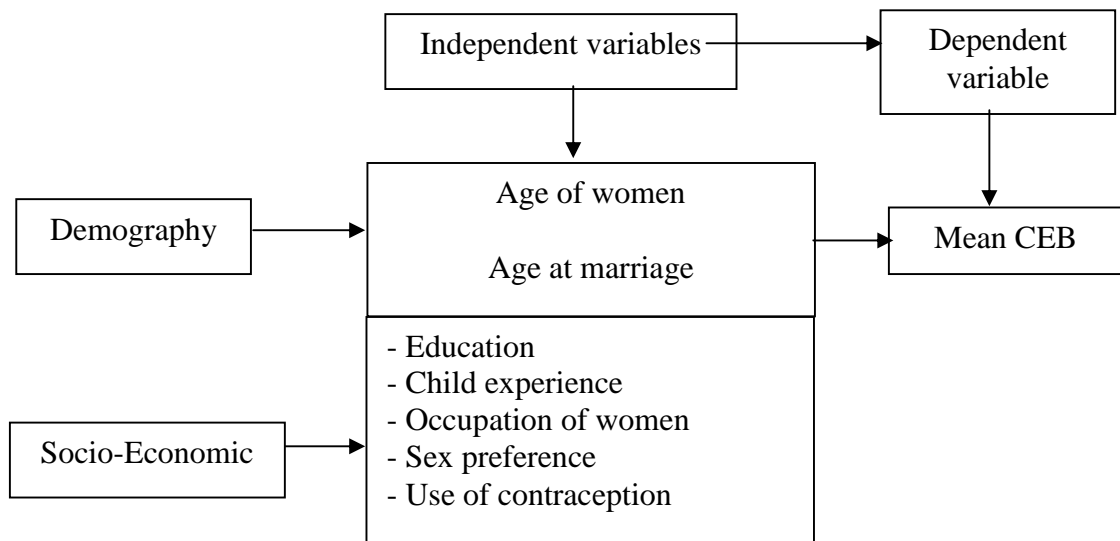 Independent variables
Dependent
variable
Demography
Age of women
Age at marriage
Mean CEB
Socio-Economic
- Education
- Child experience
- Occupation of women
- Sex preference
- Use of contraception